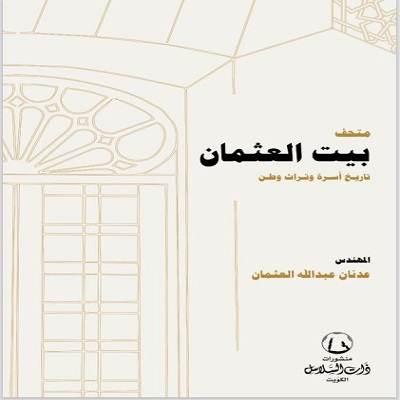 متحف
بيت العثمان
تاريخ أسرة وتراث وطن
المهندس
عدنان عبدالله العثمان
منشورات
ذات السلاسل
الكويت